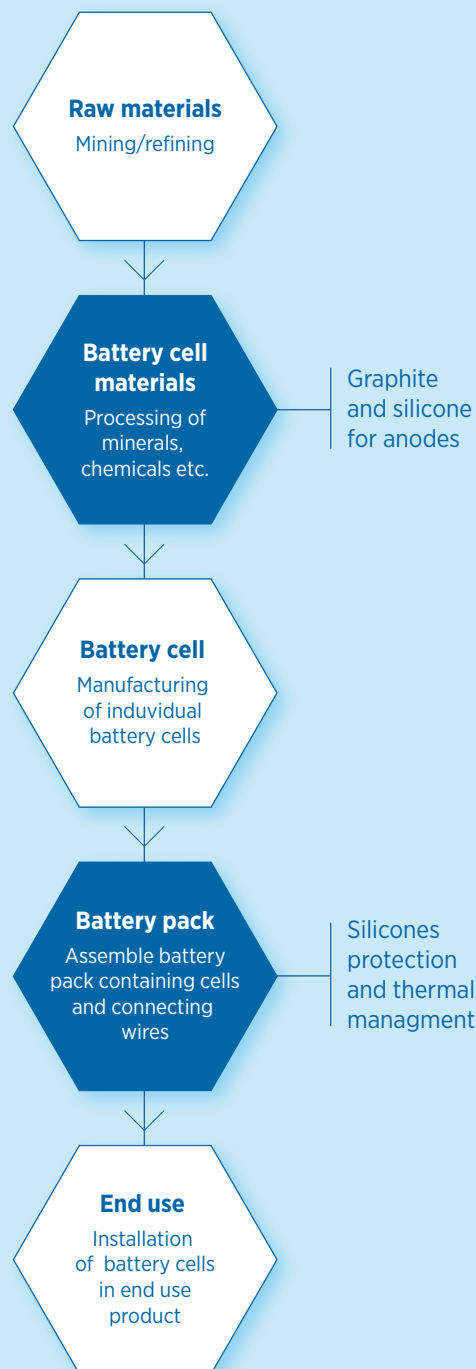 Raw materials
Mining/refining
Battery cell
materials
Processing of
minerals,
chemicals etc.
Graphite
and silicone
for anodes
Battery cell
Manufacturing
of induvidual
battery cells
Battery pack
Assemble battery
pack containing cells
and connecting
wires
Silicones
protection
and thermal
managment
End use
Installation
of battery cells
in end use
product